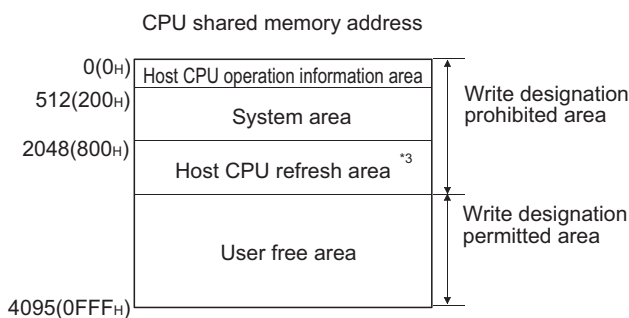 CPU shared memory address
0(0H)
Host CPU operation information area
512(200H)
System area
2048(800H)
Host CPU refresh area *3
User free area
4095(0FFFH)
Write designation
prohibited area
Write designation
permitted area